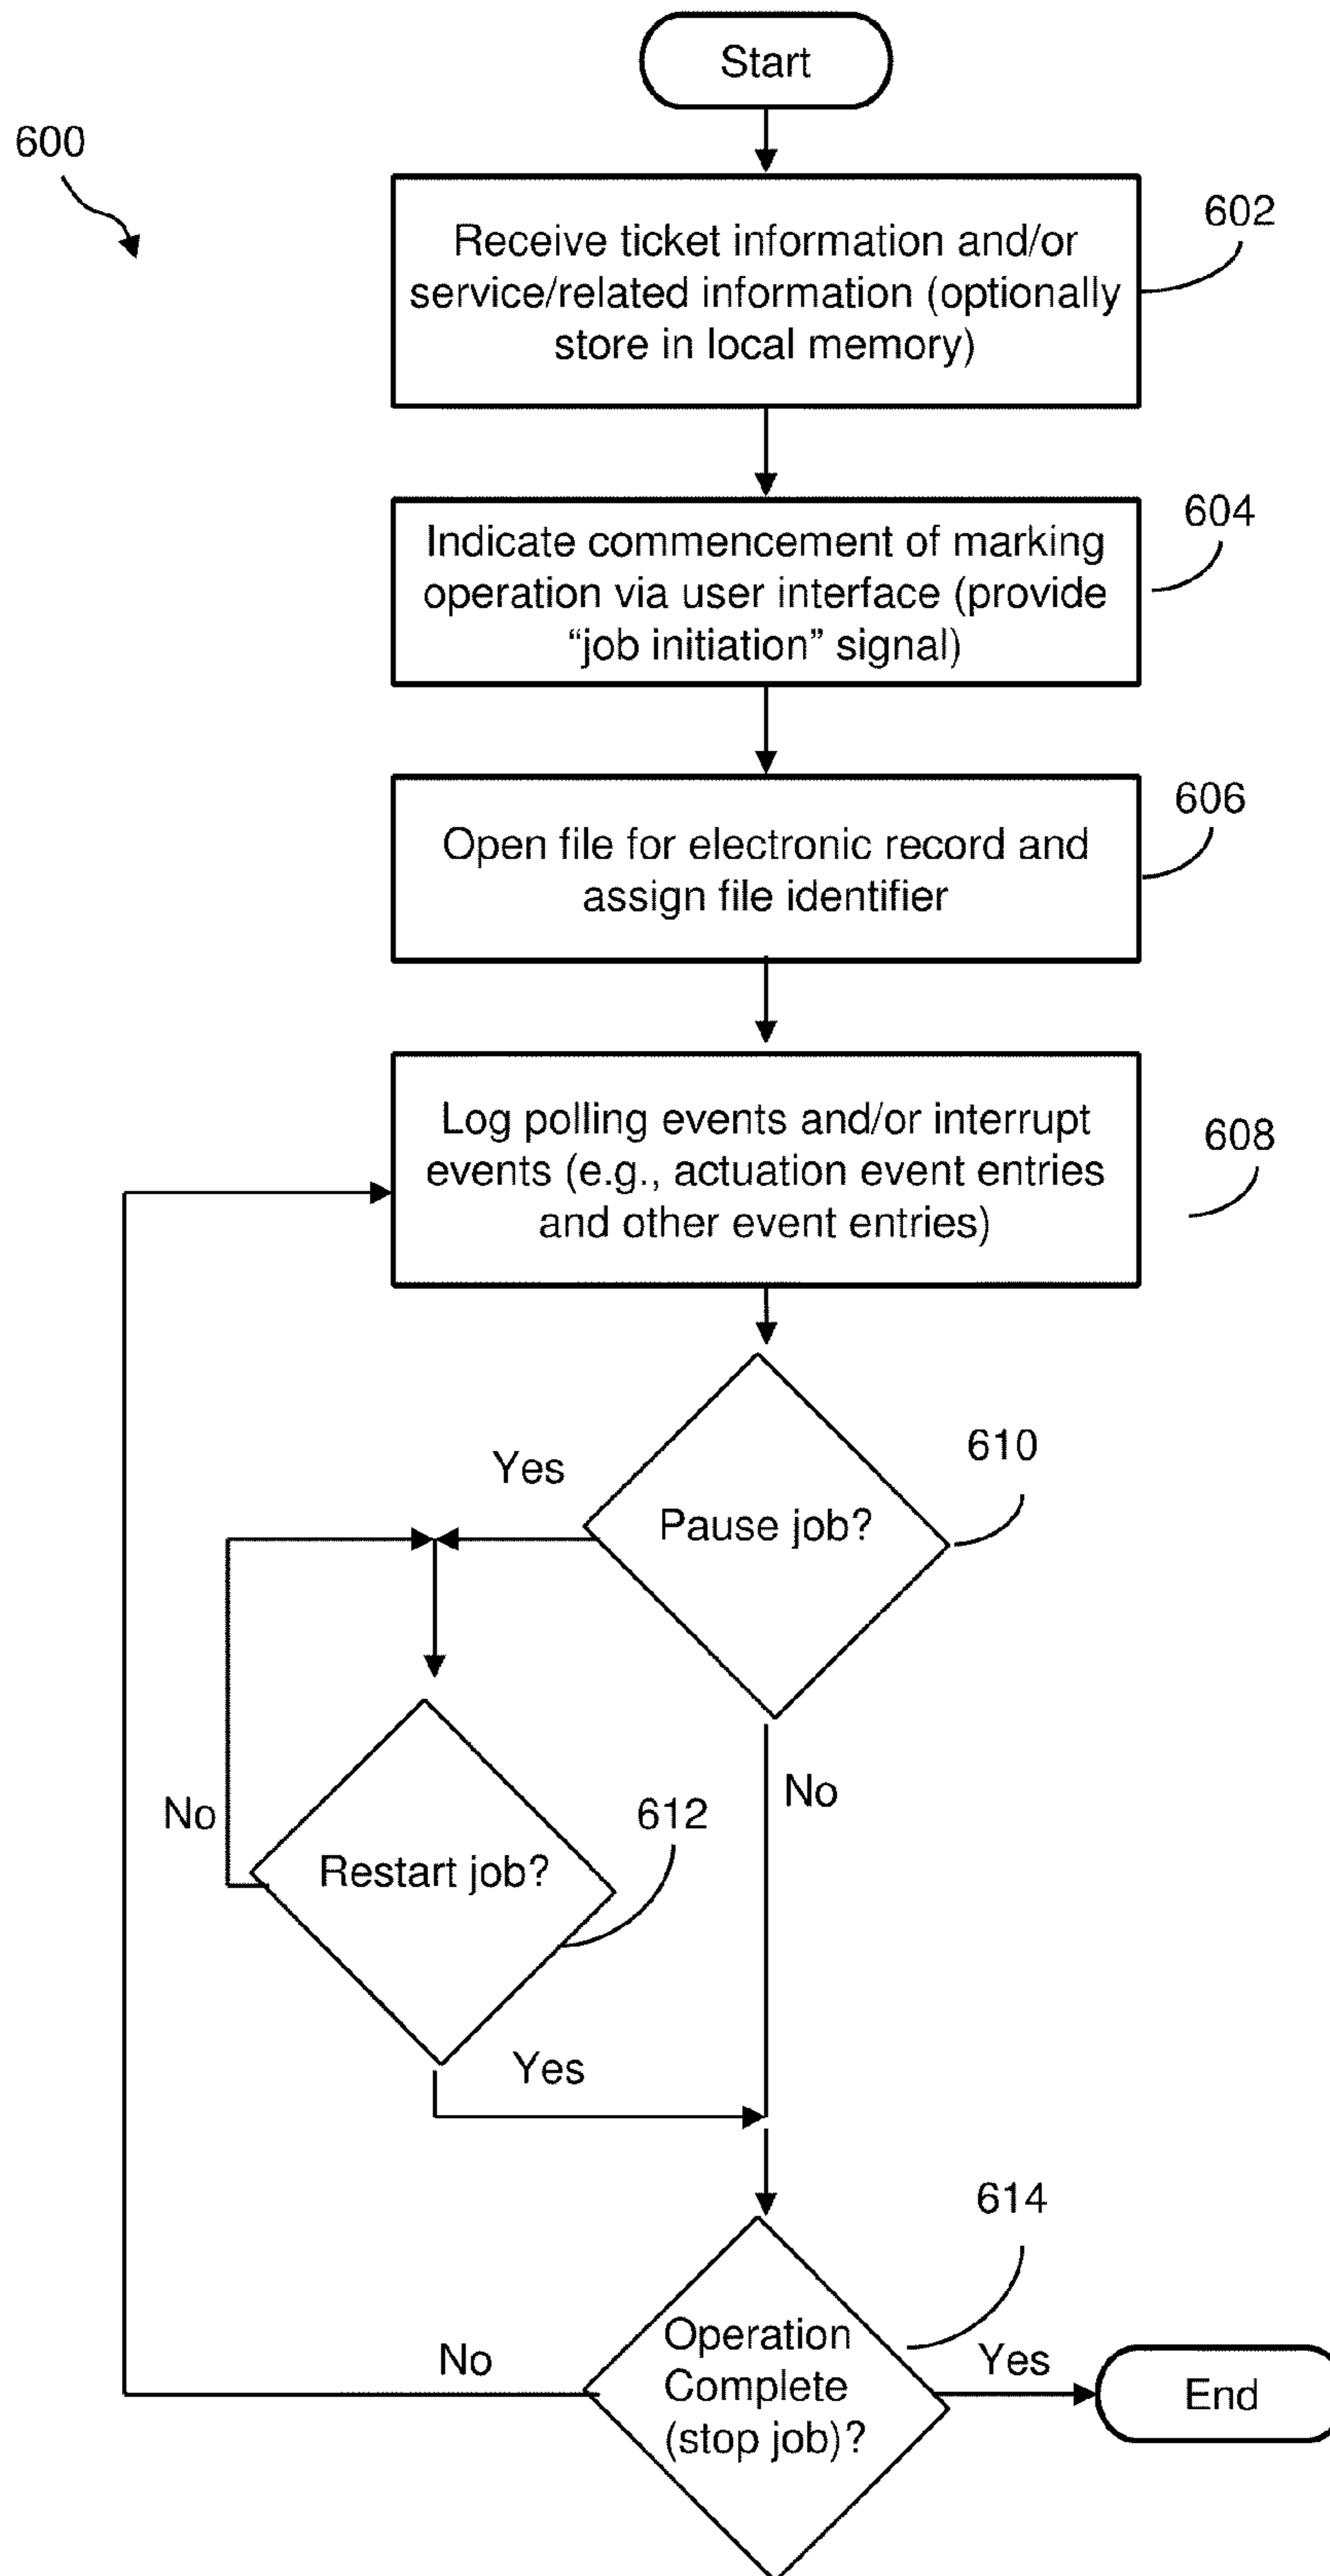 Start
600
602
Receive ticket information and/or
service/related information (optionally
store in local memory)
604
Indicate commencement of marking
operation via user interface (provide
“job initiation” signal)
606
Open file for electronic record and
assign file identifier
608
Log polling events and/or interrupt
events (e.g., actuation event entries
and other event entries)
610
Yes
Pause job?
No
No
612
Restart job?
Yes
614
No
Operation
Complete
(stop job)?
Yes
End